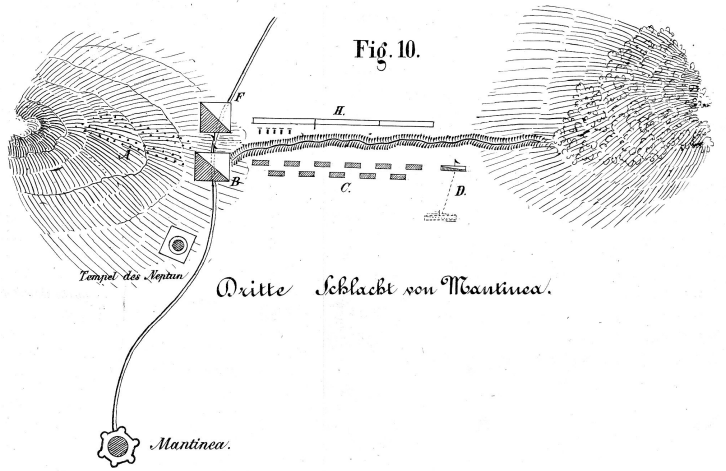 Fig. 10.
F
H.
A
B
C.
D.
Tempel des Neptun
Dritte Schlacht von Mantinea.
Mantinea.